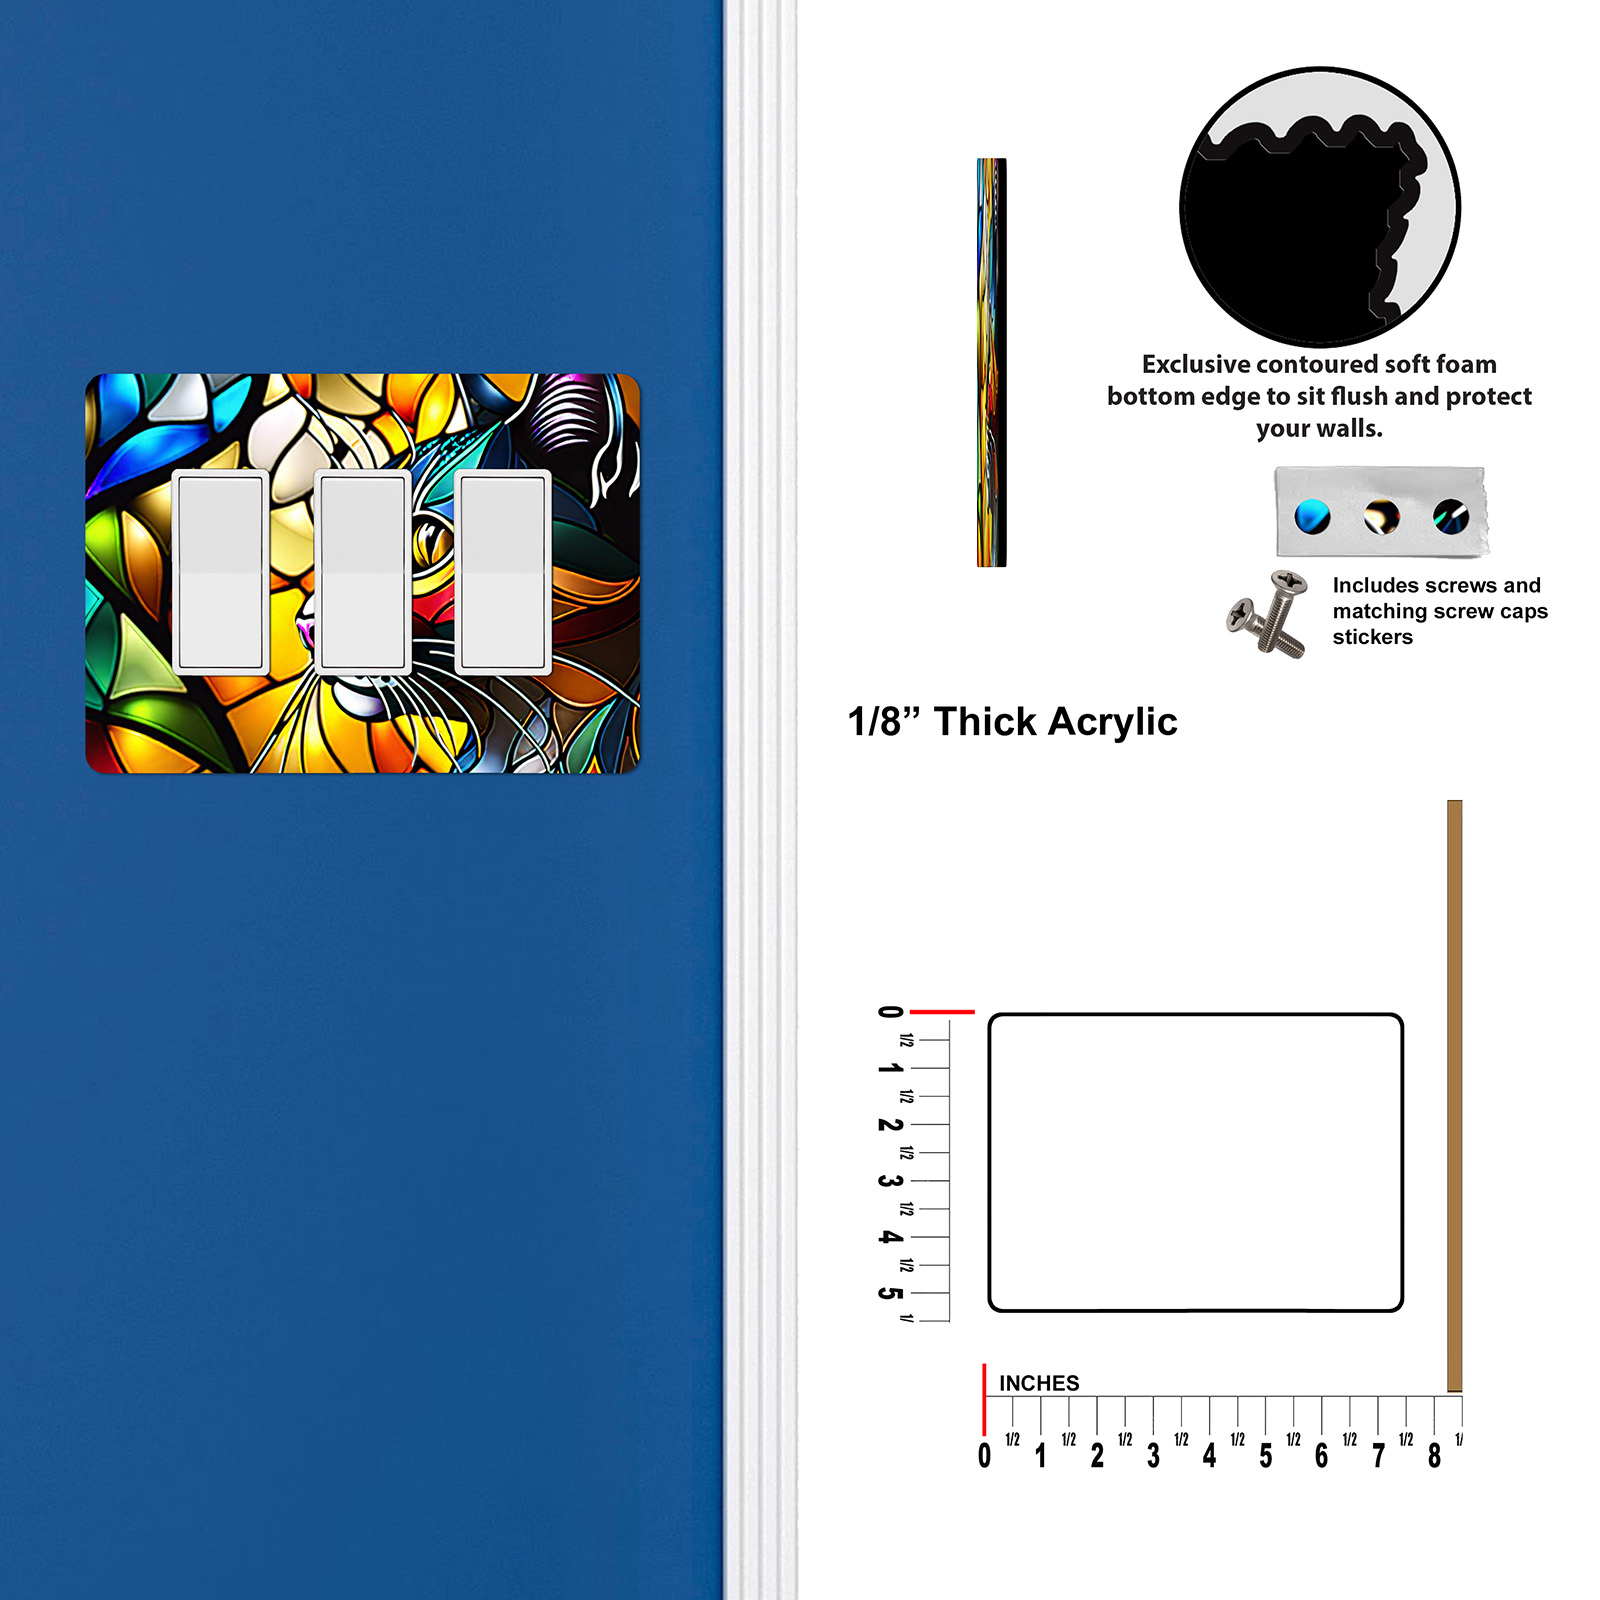 Exclusive contoured soft foam
bottom edge to sit flush and protect
your walls.
Includes screws and
matching screw caps
stickers
1/8” Thick Acrylic
0
1/2
1
1/2
2
1/2
3
1/2
4
1/2
5
1/
INCHES
1/2 1/2 1/2 1/2 1/2 1/2 1/2 1/2 1/
0 1 2 3 4 5 6 7 8